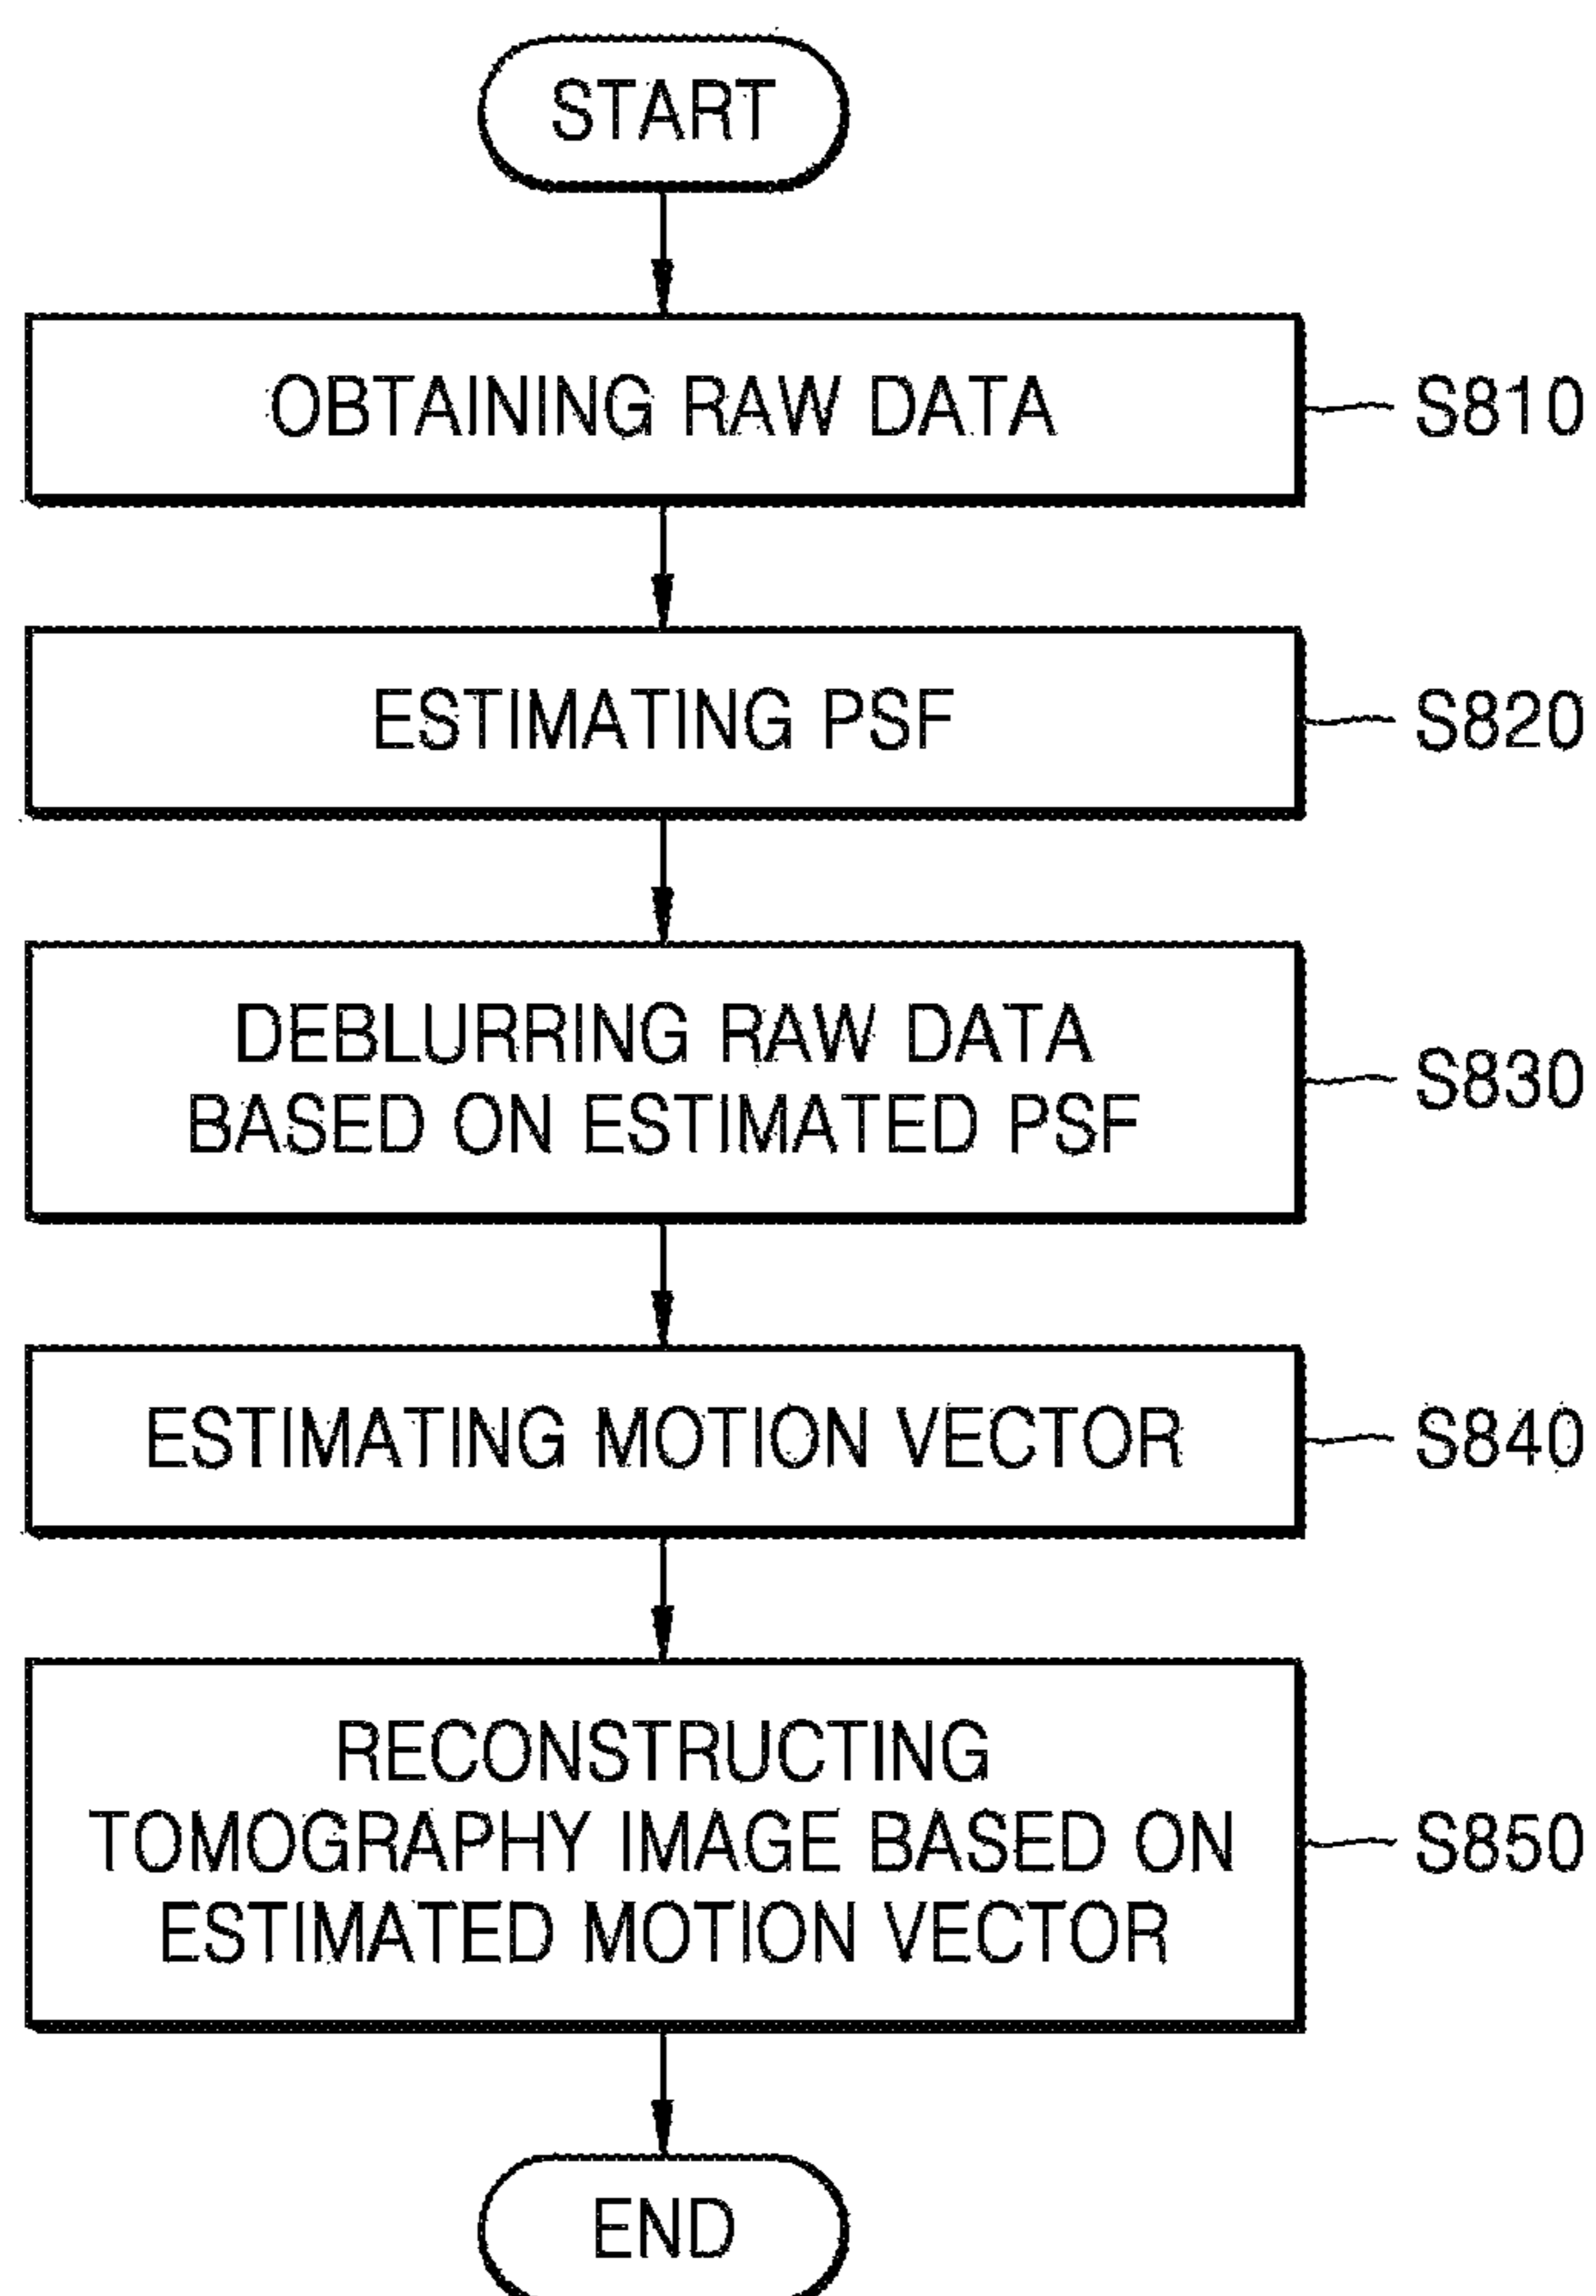 START
OBTAINING RAW DATA
S810
ESTIMATING PSF
S820
DEBLURRING RAW DATA
BASED ON ESTIMATED PSF
S830
ESTIMATING MOTION VECTOR
S840
RECONSTRUCTING
TOMOGRAPHY IMAGE BASED ON
ESTIMATED MOTION VECTOR
S850
END